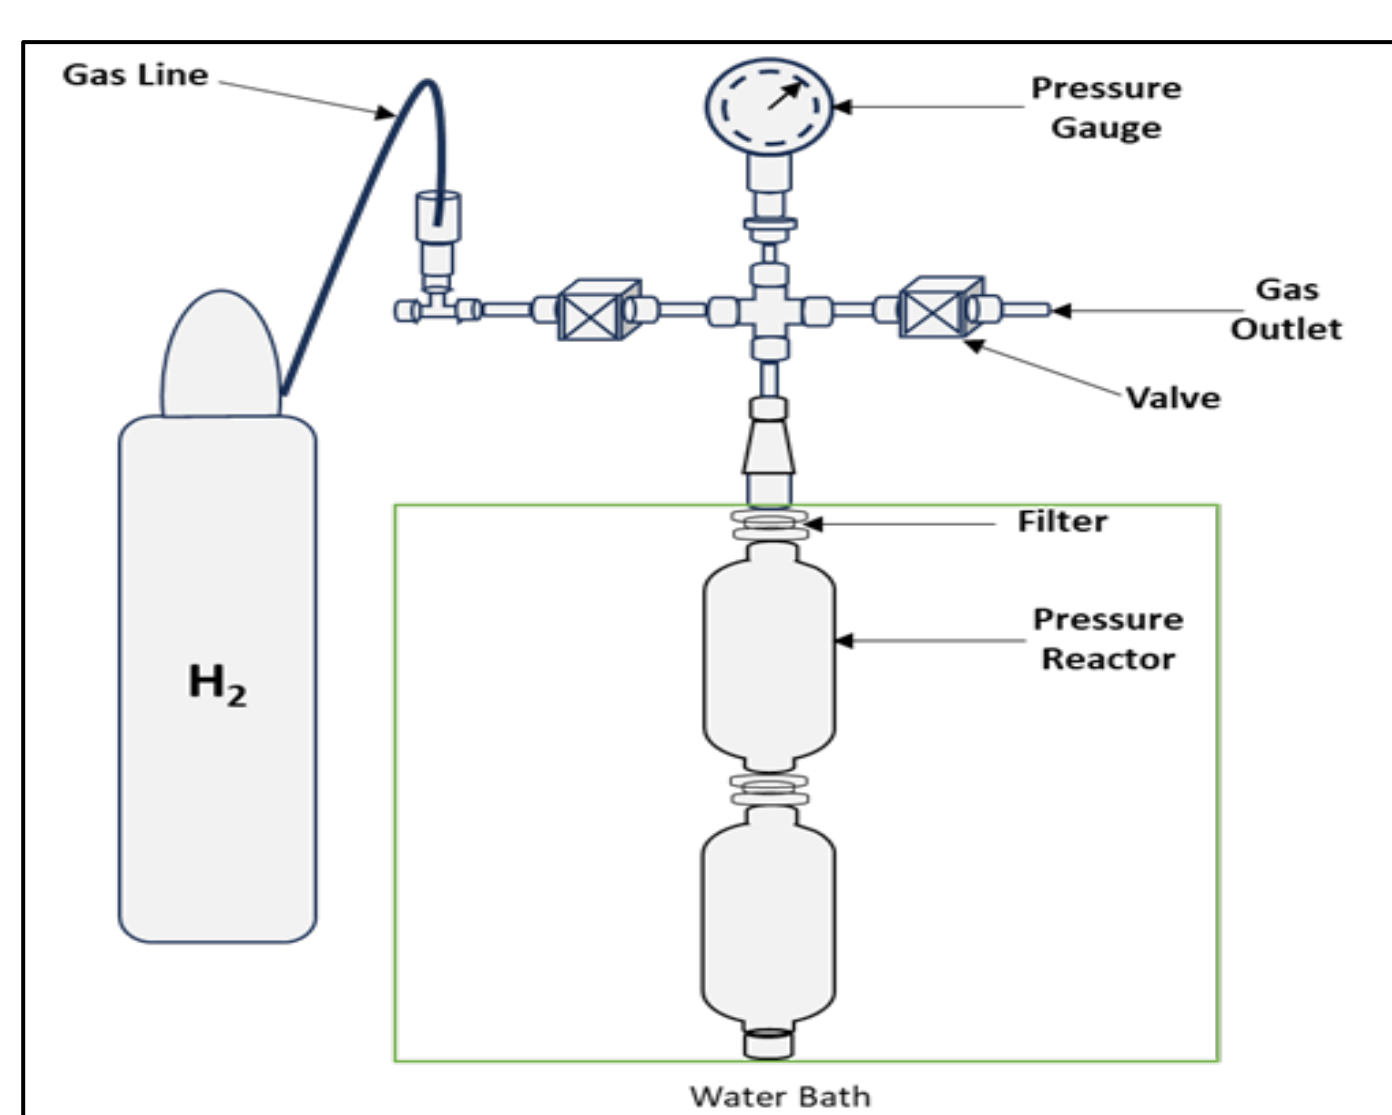 Gas Line
Pressure
Gauge
Gas
Outlet
Valve
Filter
Pressure
Reactor
H₂
Water Bath